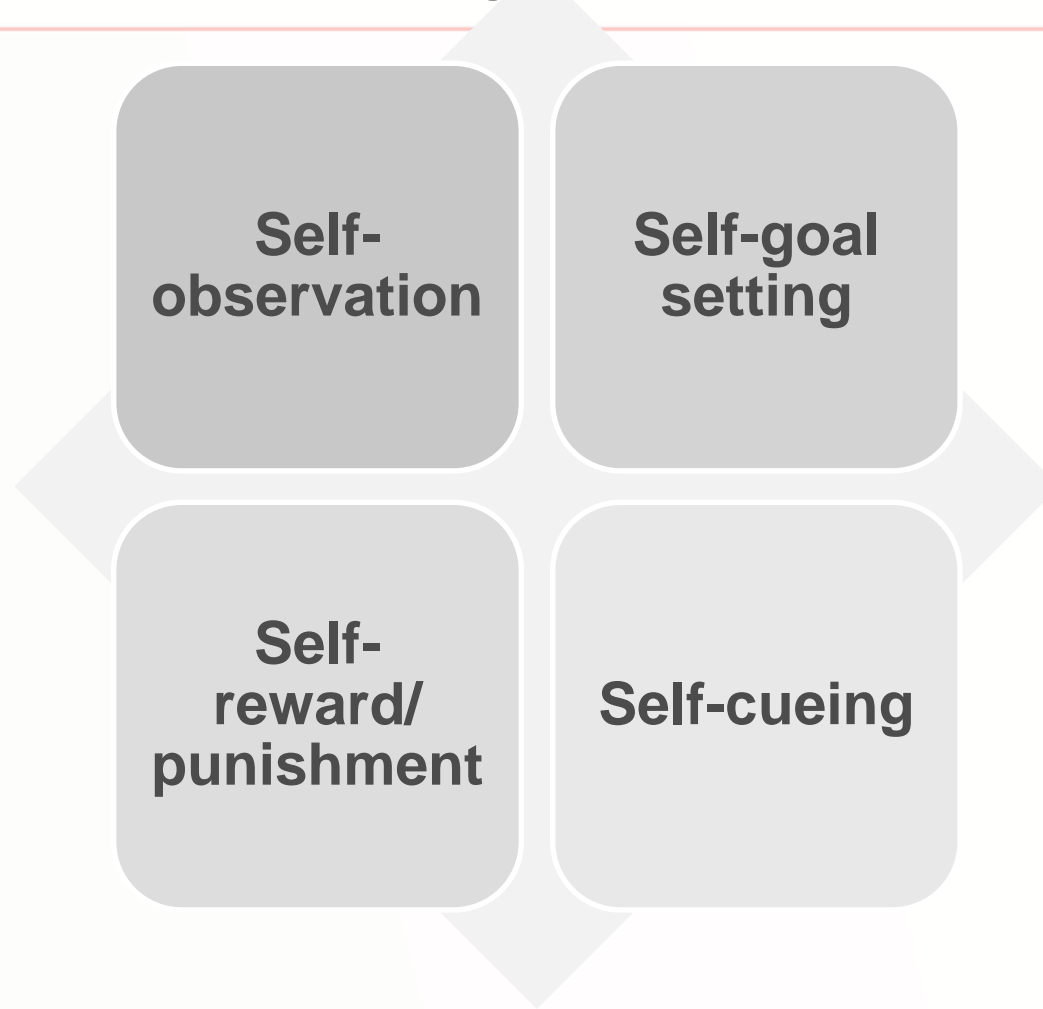 Self-
observation
Self-goal
setting
Self-
reward/
punishment
Self-cueing